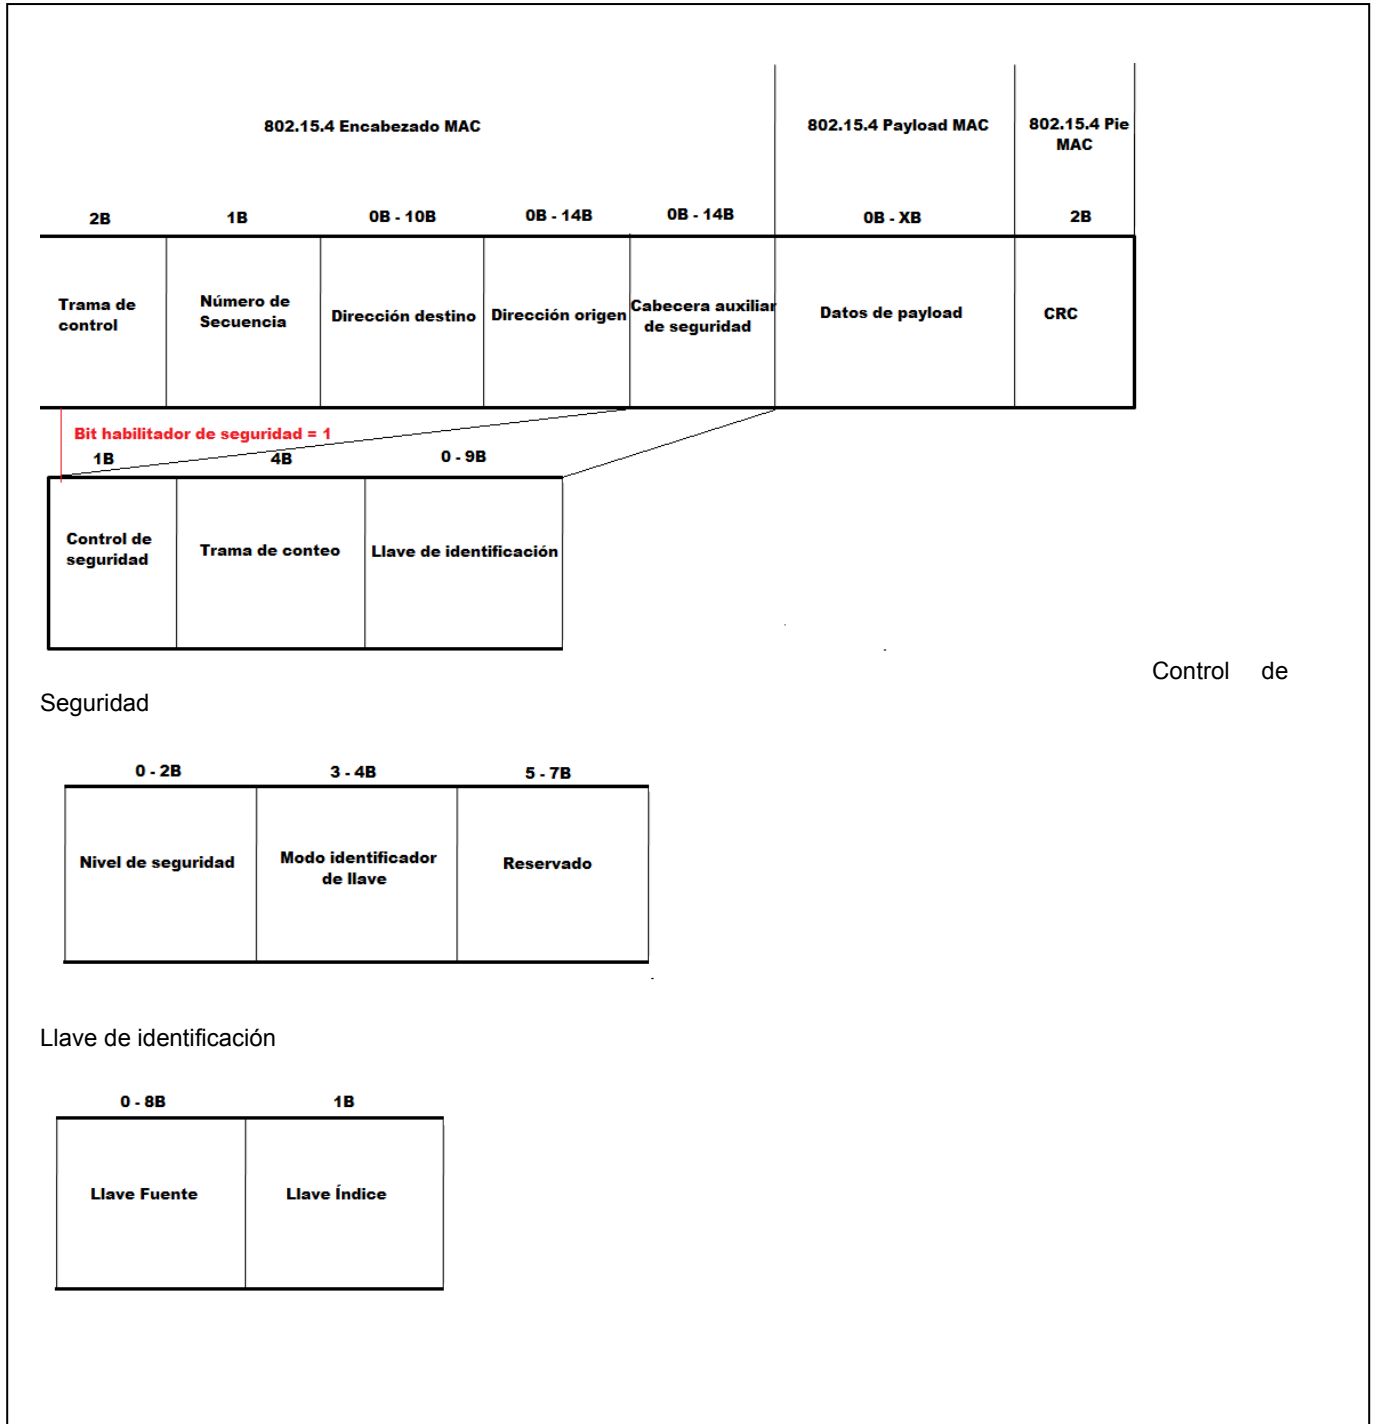 802.15.4 Encabezado MAC
802.15.4 Payload MAC
802.15.4 Pie
MAC
2B
1B
0B - 10B
0B - 14B
0B - 14B
0B - XB
2B
Trama de
control
Número de
Secuencia
Dirección destino
Dirección origen
Cabecera auxiliar
de seguridad
Datos de payload
CRC
Bit habilitador de seguridad = 1
1B
4B
0 - 9B
Control de
seguridad
Trama de conteo
Llave de identificación
Control de
Seguridad
0 - 2B
3 - 4B
5 - 7B
Nivel de seguridad
Modo identificador
de llave
Reservado
Llave de identificación
0 - 8B
1B
Llave Fuente
Llave Índice